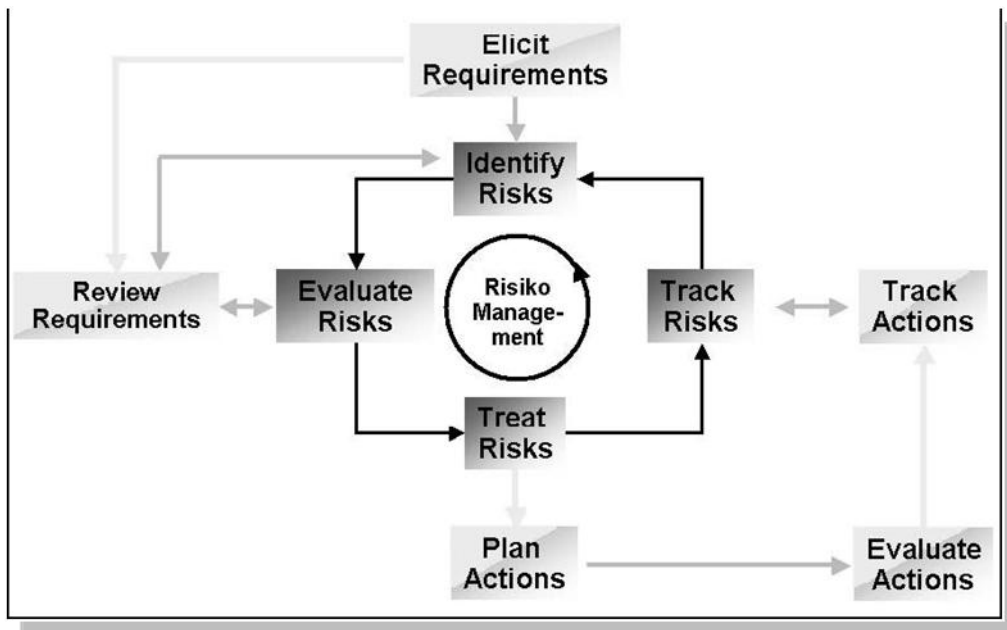 Elicit
Requirements
Identify
Risks
Review
Requirements
Evaluate
Risks
Risiko
Manage-
ment
Track
Risks
Track
Actions
Treat
Risks
Plan
Actions
Evaluate
Actions